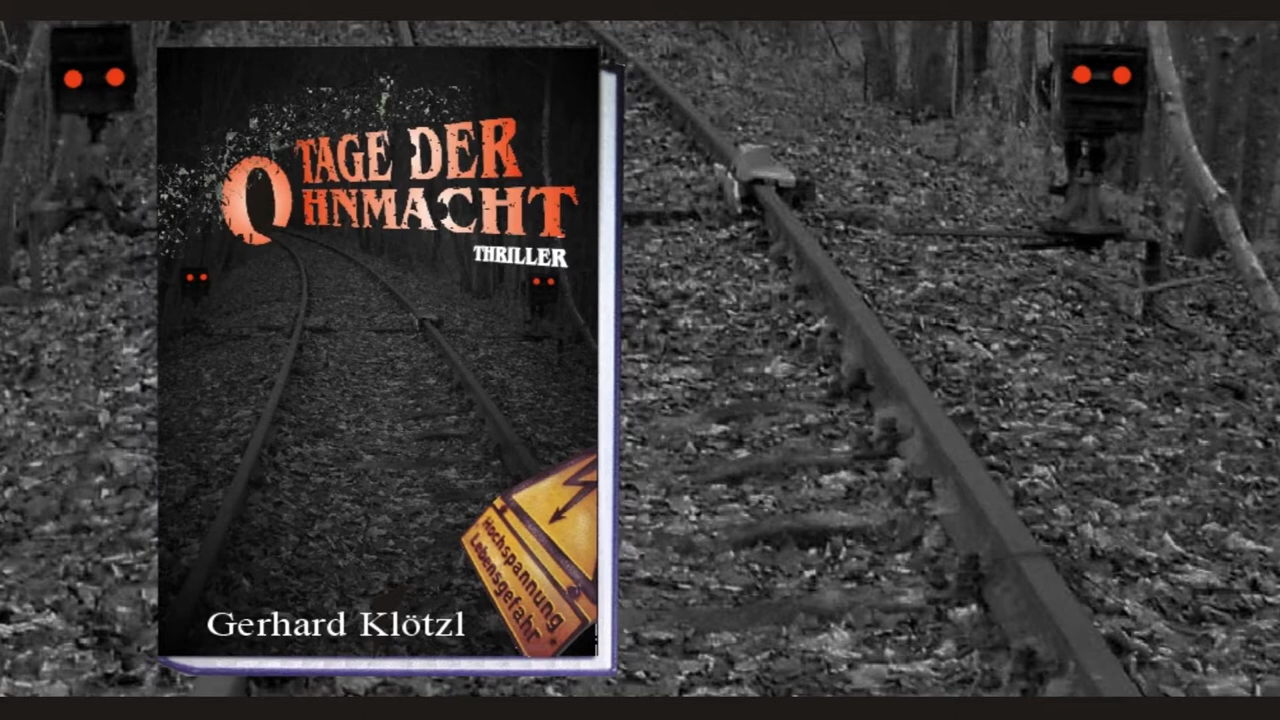 TAGE DER
OHNMACHT
THRILLER
Hochspannung
Lebensgefahr
Gerhard Klötzl